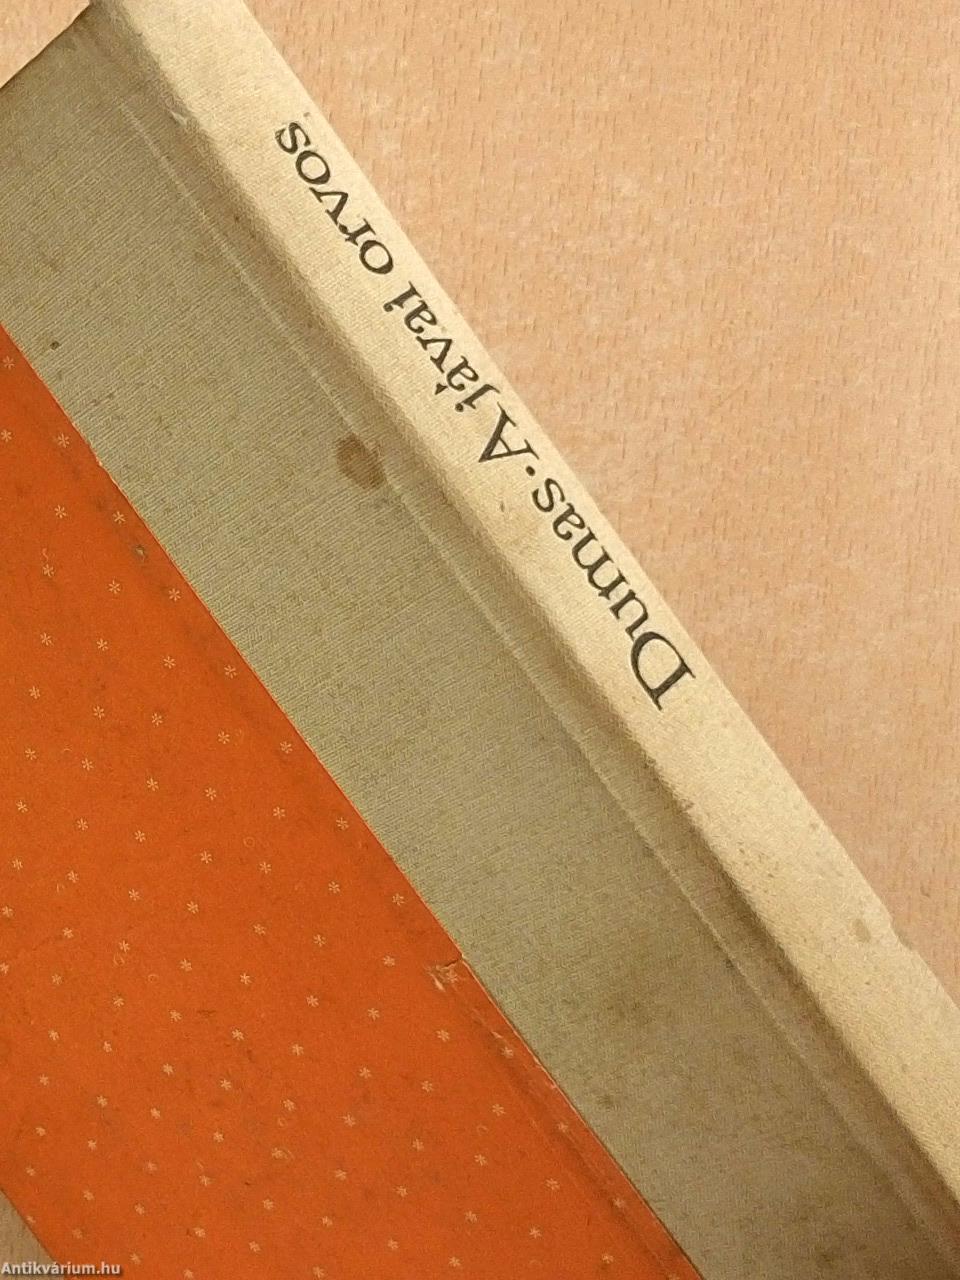 Dumas · A jávai orvos
Antikvárium.hu